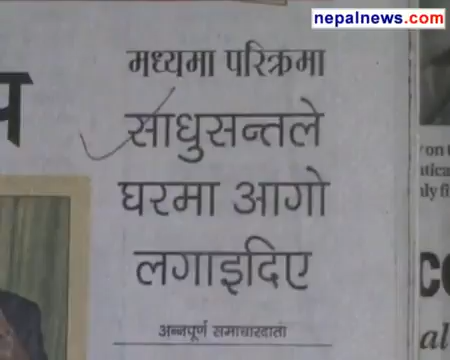 nepalnews.com
मध्यमा परिक्रमा
साधुसन्तले
घरमा आगो
लगाइदिए
अन्नपूर्ण समाचारदाता